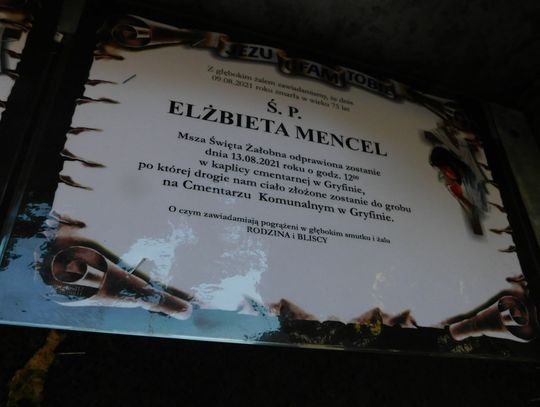 JEZU UFAM TOBIE
Z głębokim żalem zawiadamiamy, że dnia
09.08.2021 roku zmarła w wieku 75 lat
Ś. P.
ELŻBIETA MENCEL
Msza Święta Żałobna odprawiona zostanie
dnia 13.08.2021 roku o godz. 12⁰⁰
w kaplicy cmentarnej w Gryfinie,
po której drogie nam ciało złożone zostanie do grobu
na Cmentarzu Komunalnym w Gryfinie.
O czym zawiadamiają pogrążeni w głębokim smutku i żalu
RODZINA i BLISCY